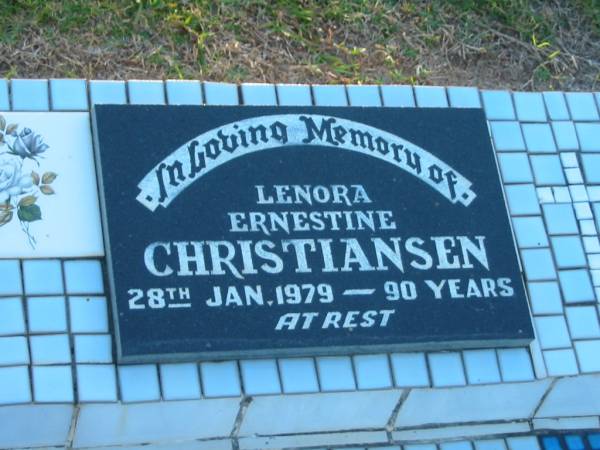 In Loving Memory of.
LENORA
ERNESTINE
CHRISTIANSEN
28TH JAN. 1979 — 90 YEARS
AT REST